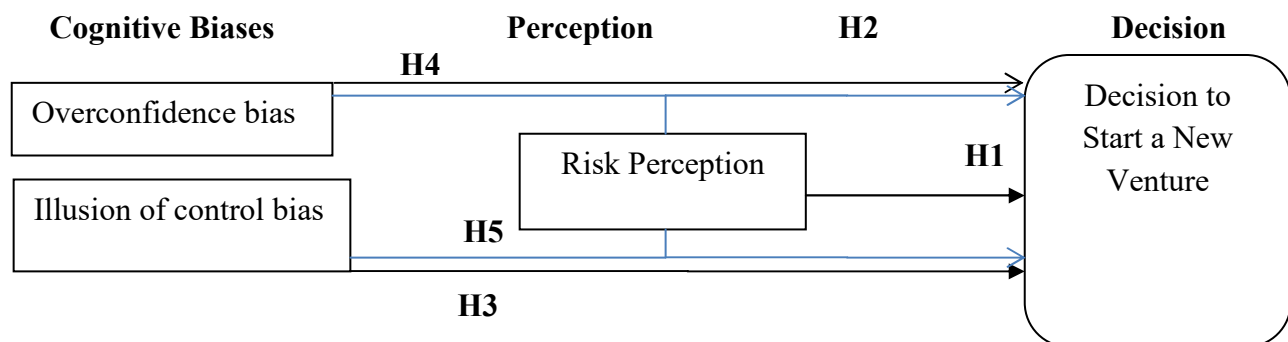 Cognitive Biases
Perception
H2
Decision
H4
Overconfidence bias
Risk Perception
H1
Decision to
Start a New
Venture
Illusion of control bias
H5
H3